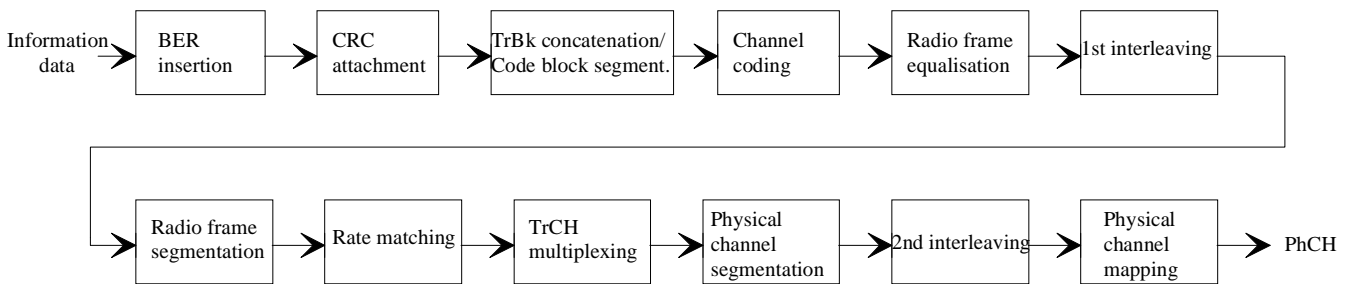 Information
data
BER
insertion
CRC
attachment
TrBk concatenation/
Code block segment.
Channel
coding
Radio frame
equalisation
1st interleaving
Radio frame
segmentation
Rate matching
TrCH
multiplexing
Physical
channel
segmentation
2nd interleaving
Physical
channel
mapping
PhCH